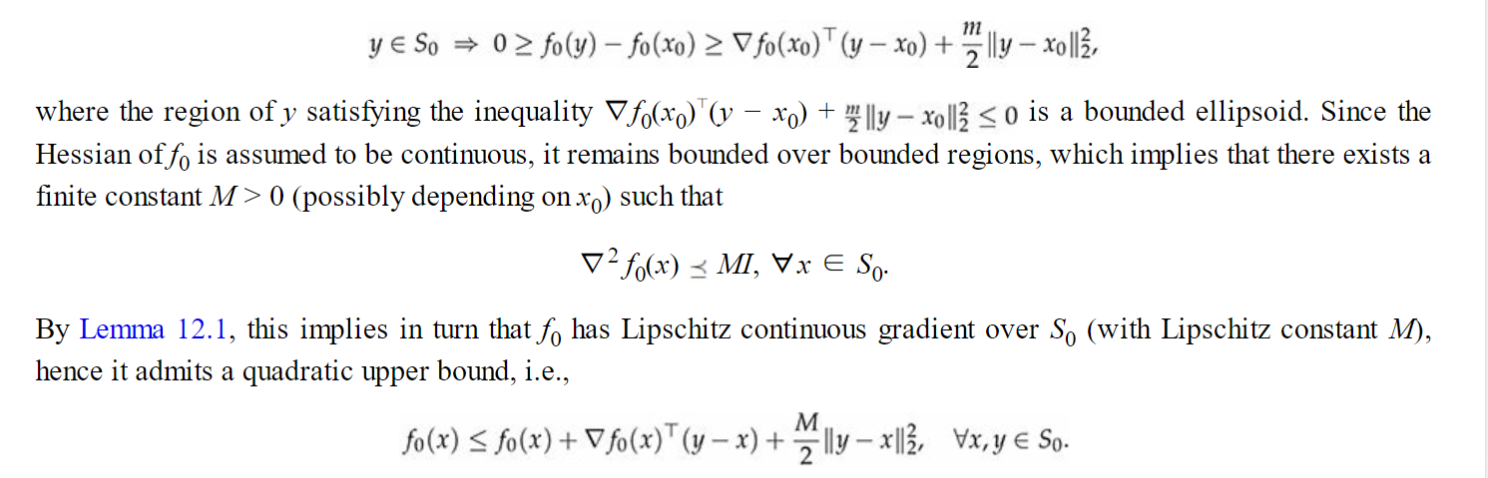 y ∈ S₀ ⇒ 0 ≥ f₀(y) − f₀(x₀) ≥ ∇f₀(x₀)ᵀ(y − x₀) + m/2 ‖y − x₀‖₂²,
where the region of y satisfying the inequality ∇f₀(x₀)ᵀ(y − x₀) + m/2 ‖y − x₀‖₂² ≤ 0 is a bounded ellipsoid. Since the
Hessian of f₀ is assumed to be continuous, it remains bounded over bounded regions, which implies that there exists a
finite constant M > 0 (possibly depending on x₀) such that
∇²f₀(x) ⪯ MI, ∀x ∈ S₀.
By Lemma 12.1, this implies in turn that f₀ has Lipschitz continuous gradient over S₀ (with Lipschitz constant M),
hence it admits a quadratic upper bound, i.e.,
f₀(x) ≤ f₀(x) + ∇f₀(x)ᵀ(y − x) + M/2 ‖y − x‖₂², ∀x, y ∈ S₀.